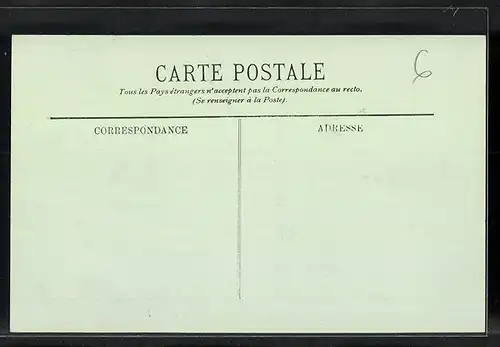 CARTE POSTALE
Tous les Pays étrangers n'acceptent pas la Correspondance au recto.
(Se renseigner à la Poste).
CORRESPONDANCE
ADRESSE
6